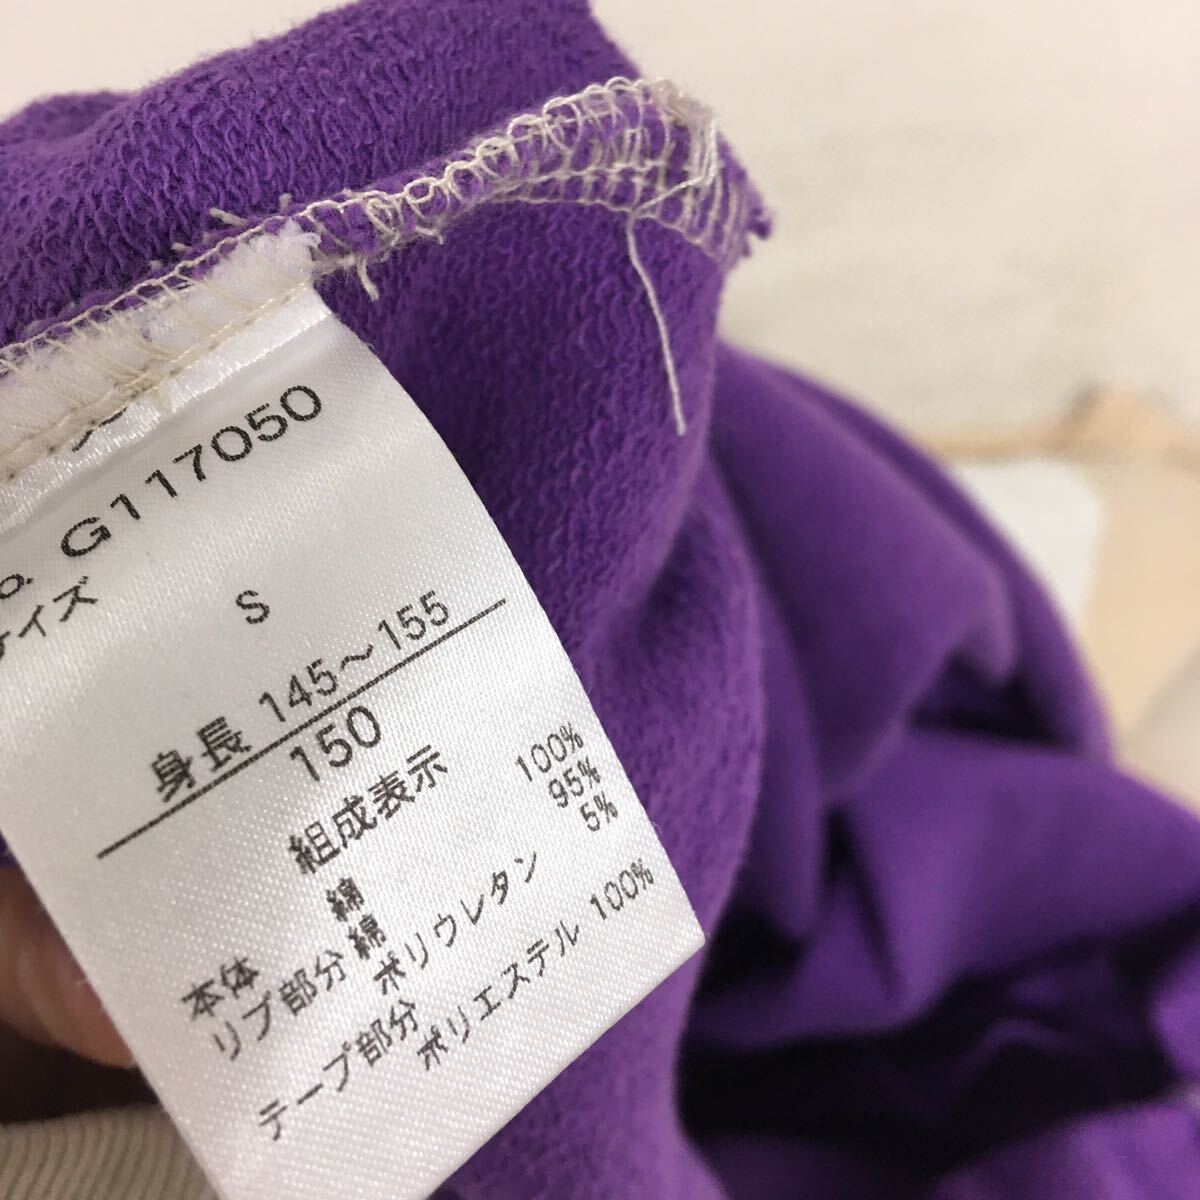 o. G117050
イズ S
身長 145～155
150
組成表示
本体 綿 100%
リブ部分 綿 95%
ポリウレタン 5%
テープ部分
ポリエステル 100%